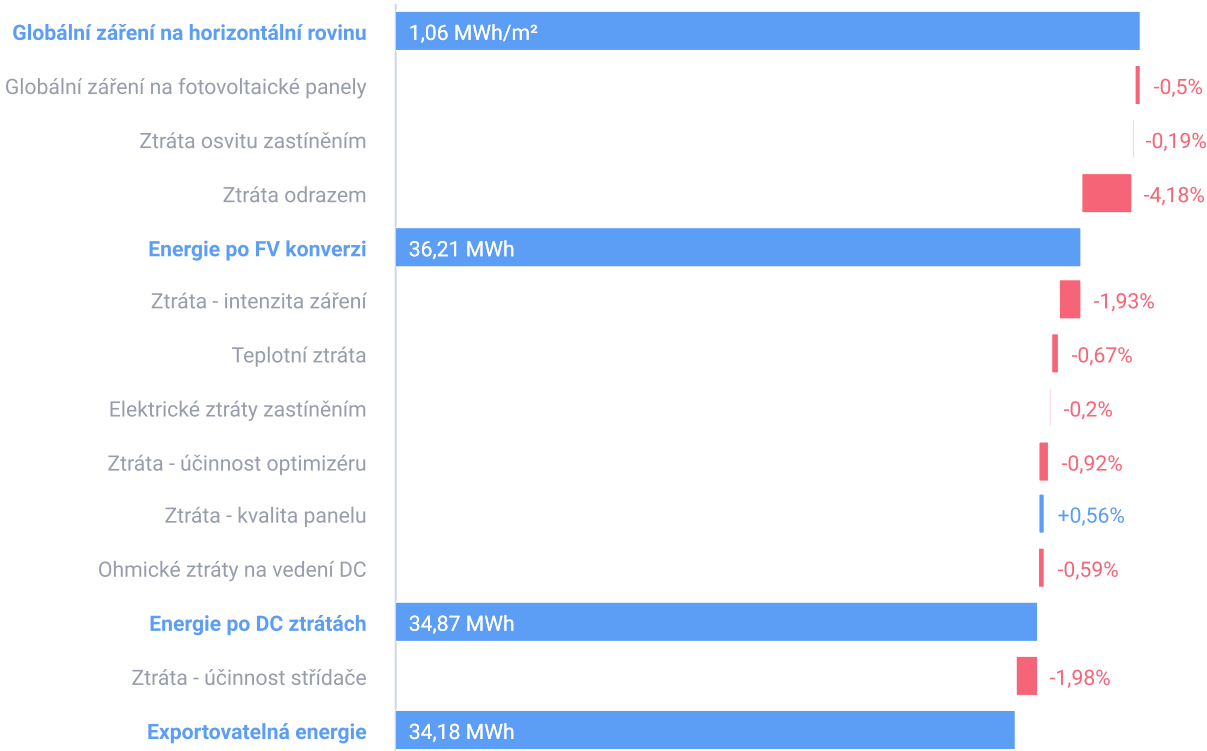 Globální záření na horizontální rovinu 1,06 MWh/m²
Globální záření na fotovoltaické panely -0,5%
Ztráta osvitu zastíněním -0,19%
Ztráta odrazem -4,18%
Energie po FV konverzi 36,21 MWh
Ztráta - intenzita záření -1,93%
Teplotní ztráta -0,67%
Elektrické ztráty zastíněním -0,2%
Ztráta - účinnost optimizéru -0,92%
Ztráta - kvalita panelu +0,56%
Ohmické ztráty na vedení DC -0,59%
Energie po DC ztrátách 34,87 MWh
Ztráta - účinnost střídače -1,98%
Exportovatelná energie 34,18 MWh